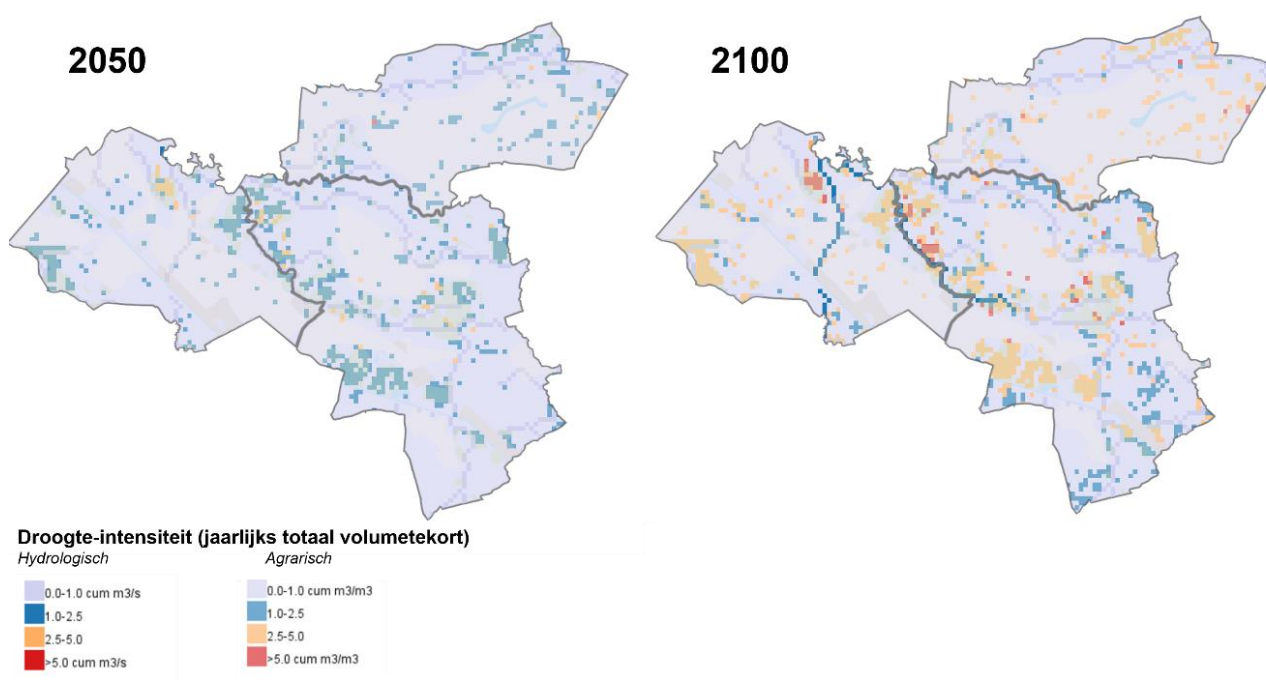 2050
2100
Droogte-intensiteit (jaarlijks totaal volumetekort)
Hydrologisch
Agrarisch
0.0-1.0 cum m3/s
1.0-2.5
2.5-5.0
>5.0 cum m3/s
0.0-1.0 cum m3/m3
1.0-2.5
2.5-5.0
>5.0 cum m3/m3